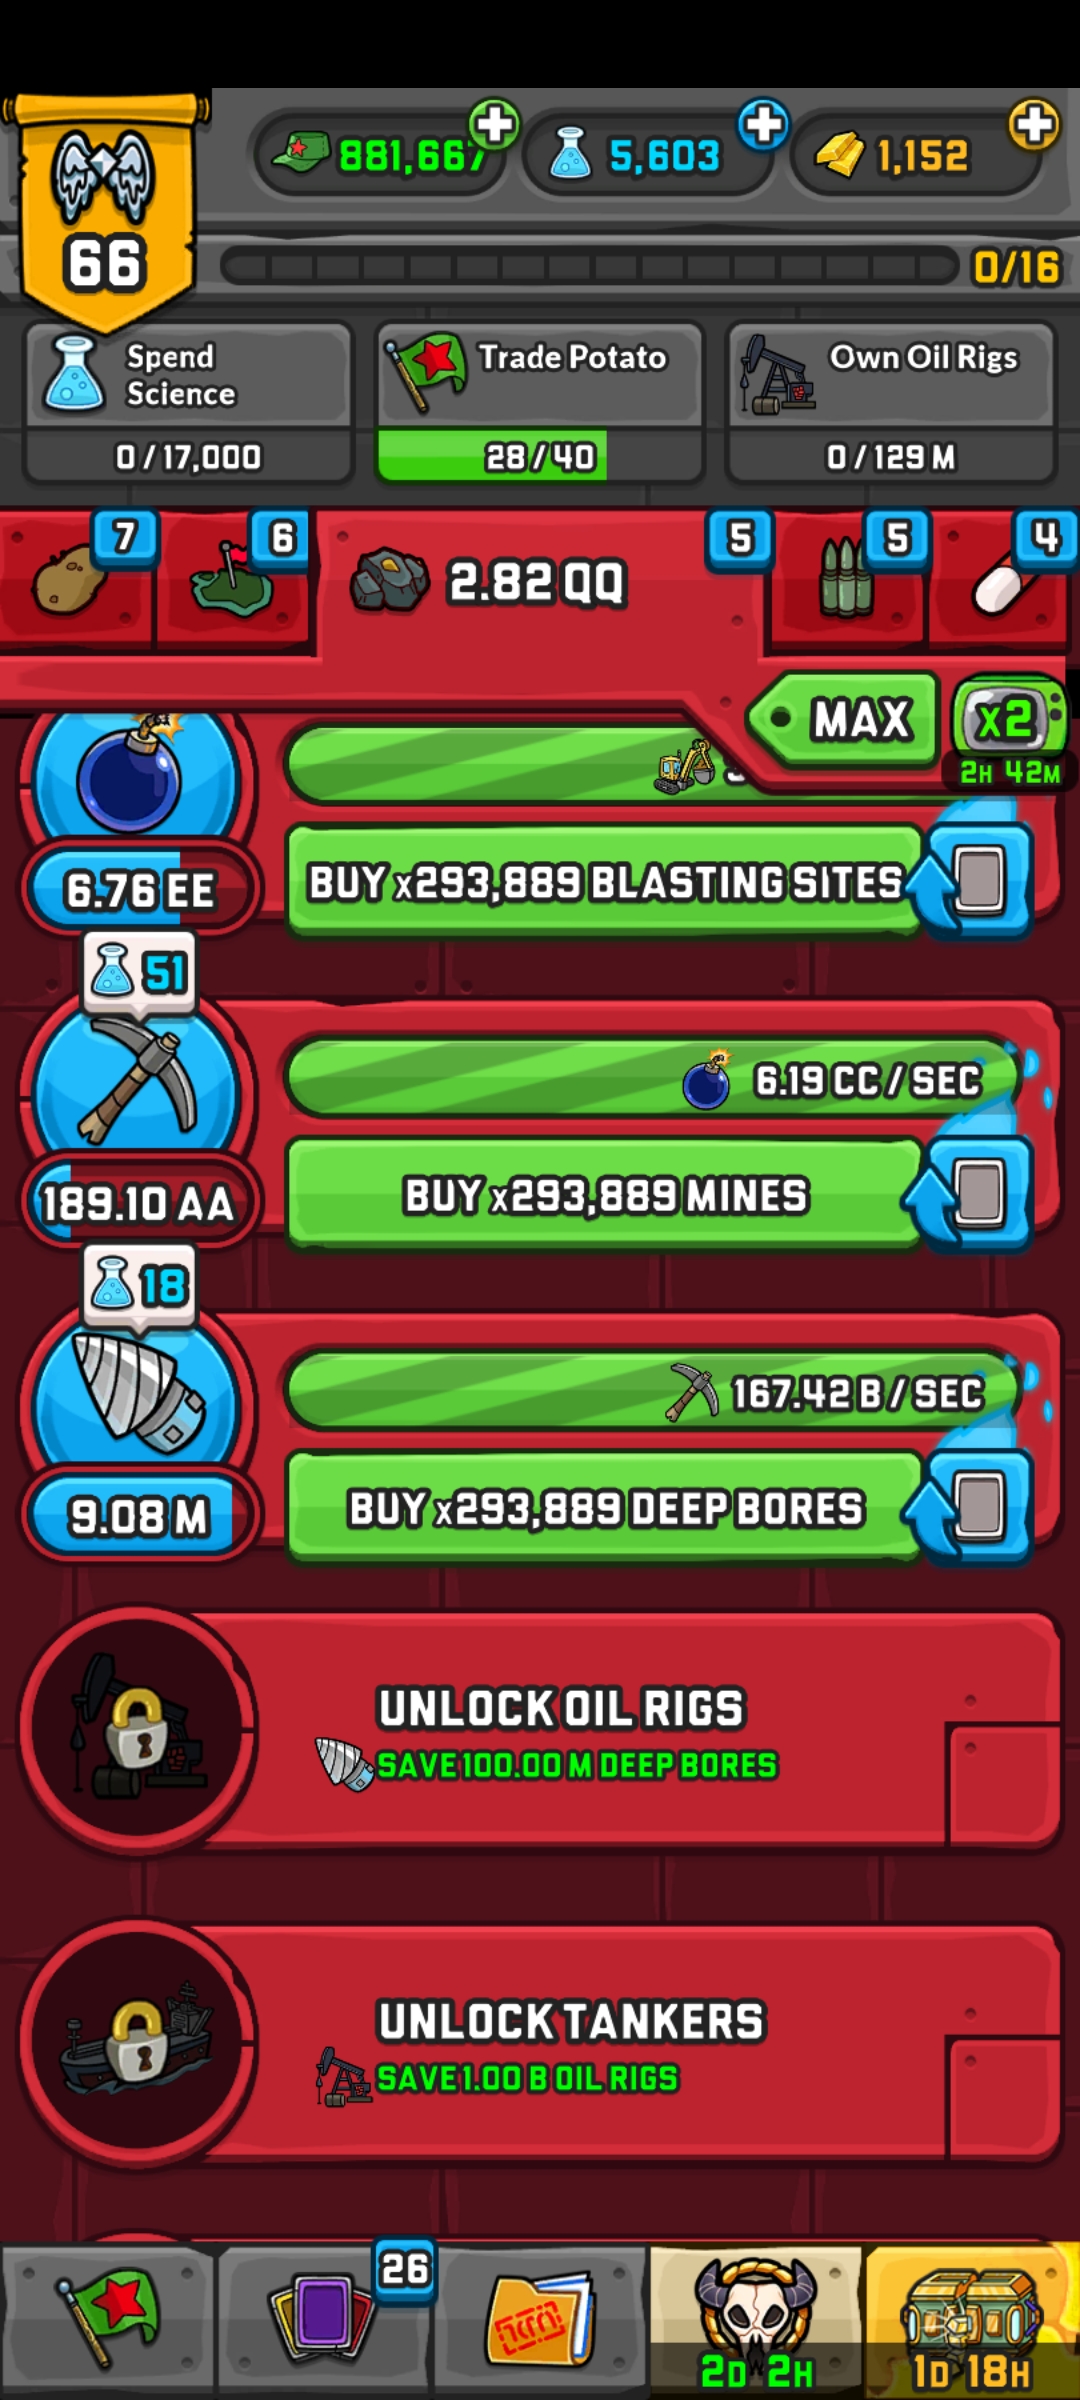 881,667
5,603
1,152
66
0/16
Spend
Science
0/17,000
Trade Potato
28/40
Own Oil Rigs
0/129 M
7
6
2.82 QQ
5
5
4
MAX
X2
2H 42M
6.76 EE
BUY x293,889 BLASTING SITES
51
6.19 CC / SEC
189.10 AA
BUY x293,889 MINES
18
167.42 B / SEC
9.08 M
BUY x293,889 DEEP BORES
UNLOCK OIL RIGS
SAVE 100.00 M DEEP BORES
UNLOCK TANKERS
SAVE 1.00 B OIL RIGS
26
2D 2H
1D 18H